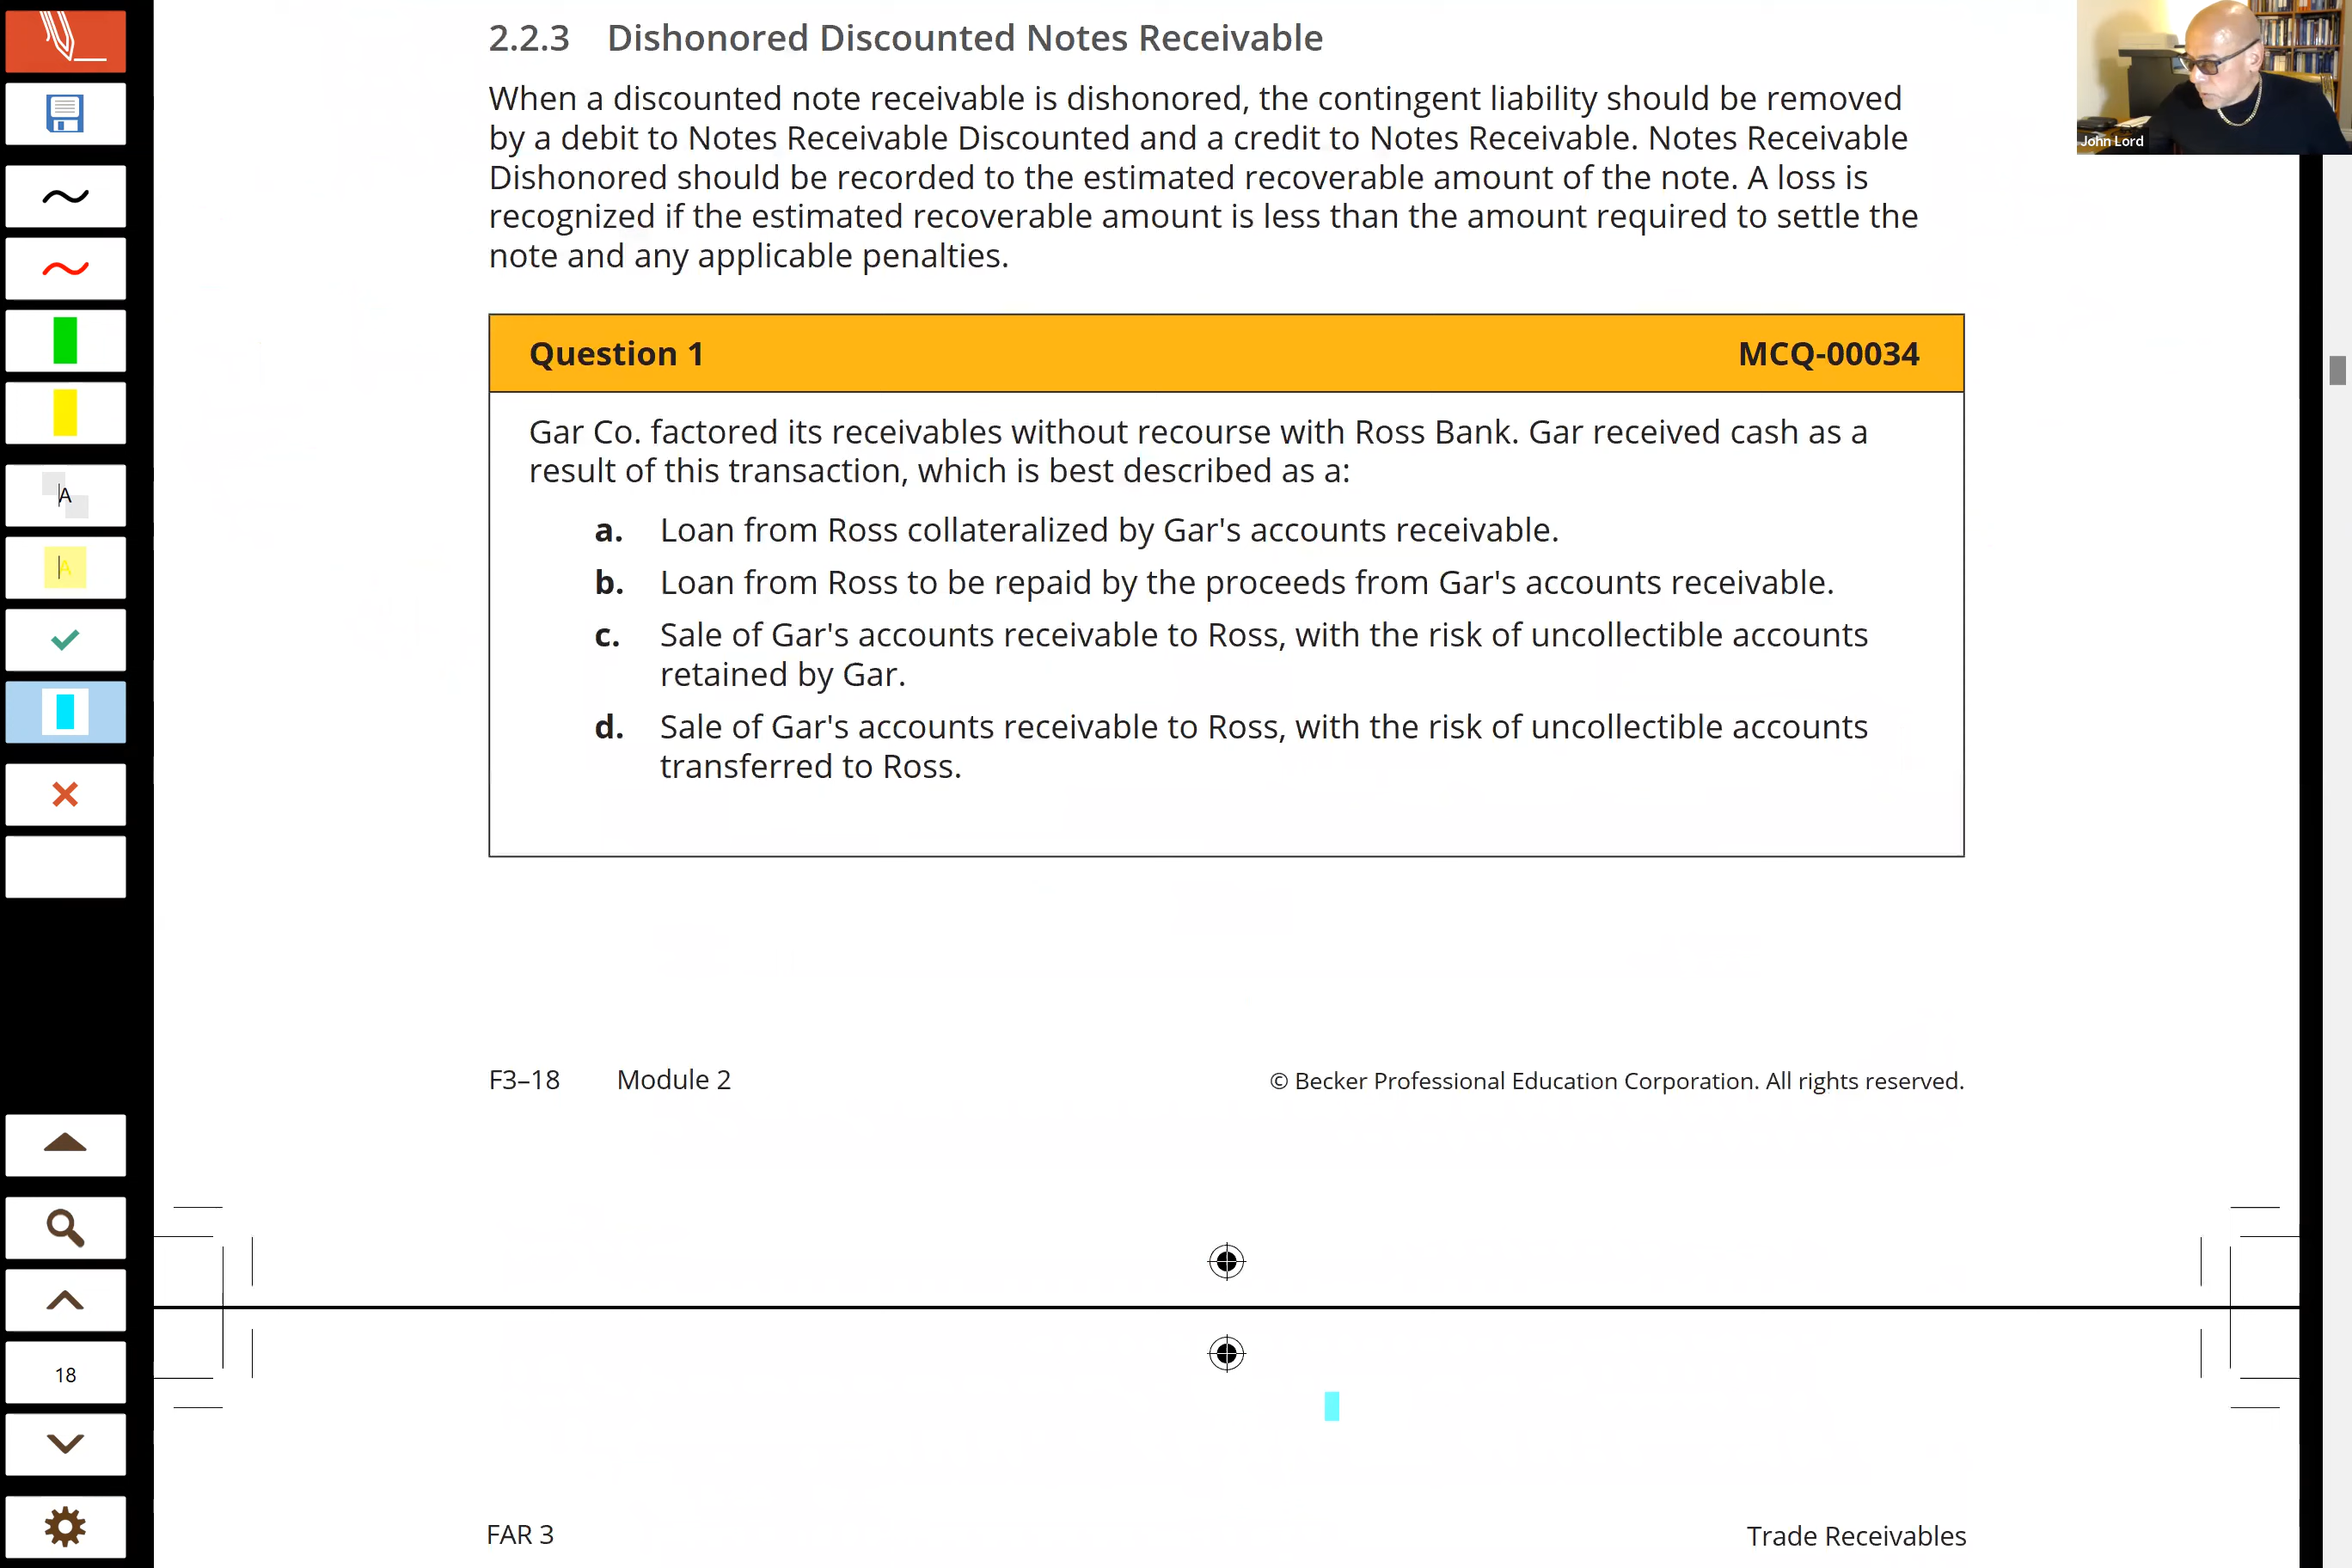 2.2.3 Dishonored Discounted Notes Receivable
When a discounted note receivable is dishonored, the contingent liability should be removed
by a debit to Notes Receivable Discounted and a credit to Notes Receivable. Notes Receivable
Dishonored should be recorded to the estimated recoverable amount of the note. A loss is
recognized if the estimated recoverable amount is less than the amount required to settle the
note and any applicable penalties.
John Lord
Question 1 MCQ-00034
Gar Co. factored its receivables without recourse with Ross Bank. Gar received cash as a
result of this transaction, which is best described as a:
a. Loan from Ross collateralized by Gar's accounts receivable.
b. Loan from Ross to be repaid by the proceeds from Gar's accounts receivable.
c. Sale of Gar's accounts receivable to Ross, with the risk of uncollectible accounts
retained by Gar.
d. Sale of Gar's accounts receivable to Ross, with the risk of uncollectible accounts
transferred to Ross.
F3–18 Module 2 © Becker Professional Education Corporation. All rights reserved.
FAR 3 Trade Receivables
A
A
18